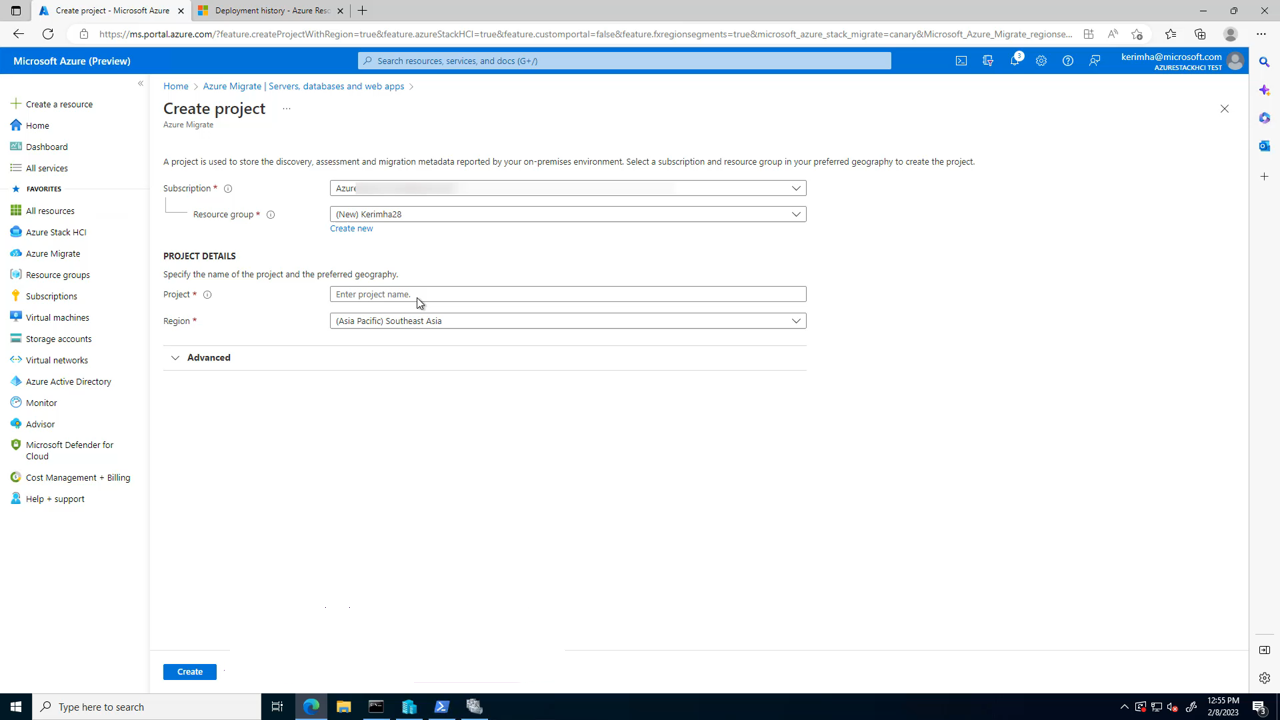 Create project - Microsoft Azure
Deployment history - Azure Reso
https://ms.portal.azure.com/?feature.createProjectWithRegion=true&feature.azureStackHCI=true&feature.customportal=false&feature.fxregionsegments=true&microsoft_azure_stack_migrate=canary&Microsoft_Azure_Migrate_regionse...
Microsoft Azure (Preview)
Search resources, services, and docs (G+/)
3
kerimha@microsoft.com
AZURESTACKHCI TEST
Create a resource
Home
Dashboard
All services
FAVORITES
All resources
Azure Stack HCI
Azure Migrate
Resource groups
Subscriptions
Virtual machines
Storage accounts
Virtual networks
Azure Active Directory
Monitor
Advisor
Microsoft Defender for
Cloud
Cost Management + Billing
Help + support
Home > Azure Migrate | Servers, databases and web apps >
Create project ...
Azure Migrate
A project is used to store the discovery, assessment and migration metadata reported by your on-premises environment. Select a subscription and resource group in your preferred geography to create the project.
Subscription *
Azure
Resource group *
(New) Kerimha28
Create new
PROJECT DETAILS
Specify the name of the project and the preferred geography.
Project *
Enter project name.
Region *
(Asia Pacific) Southeast Asia
Advanced
Create
Type here to search
12:55 PM
2/8/2023
3